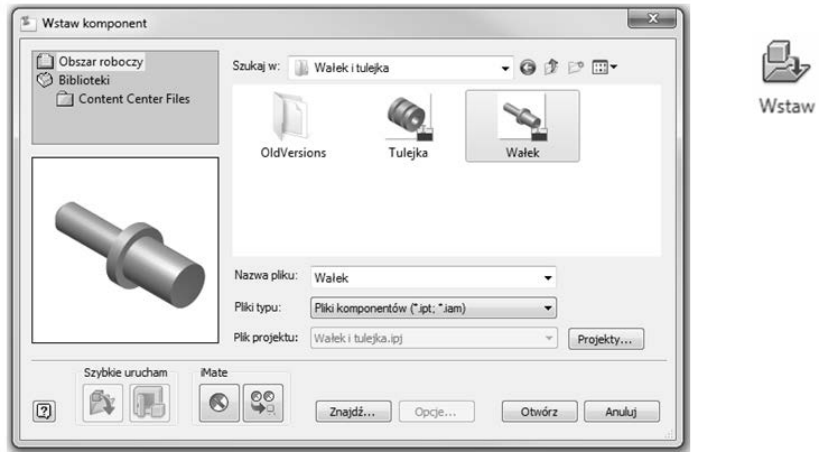 Wstaw komponent
Obszar roboczy
Biblioteki
Content Center Files
Szukaj w: Wałek i tulejka
OldVersions Tulejka Wałek
Nazwa pliku: Wałek
Pliki typu: Pliki komponentów (*.ipt; *.iam)
Plik projektu: Wałek i tulejka.ipj Projekty...
Szybkie urucham iMate
Znajdź... Opcje... Otwórz Anuluj
Wstaw